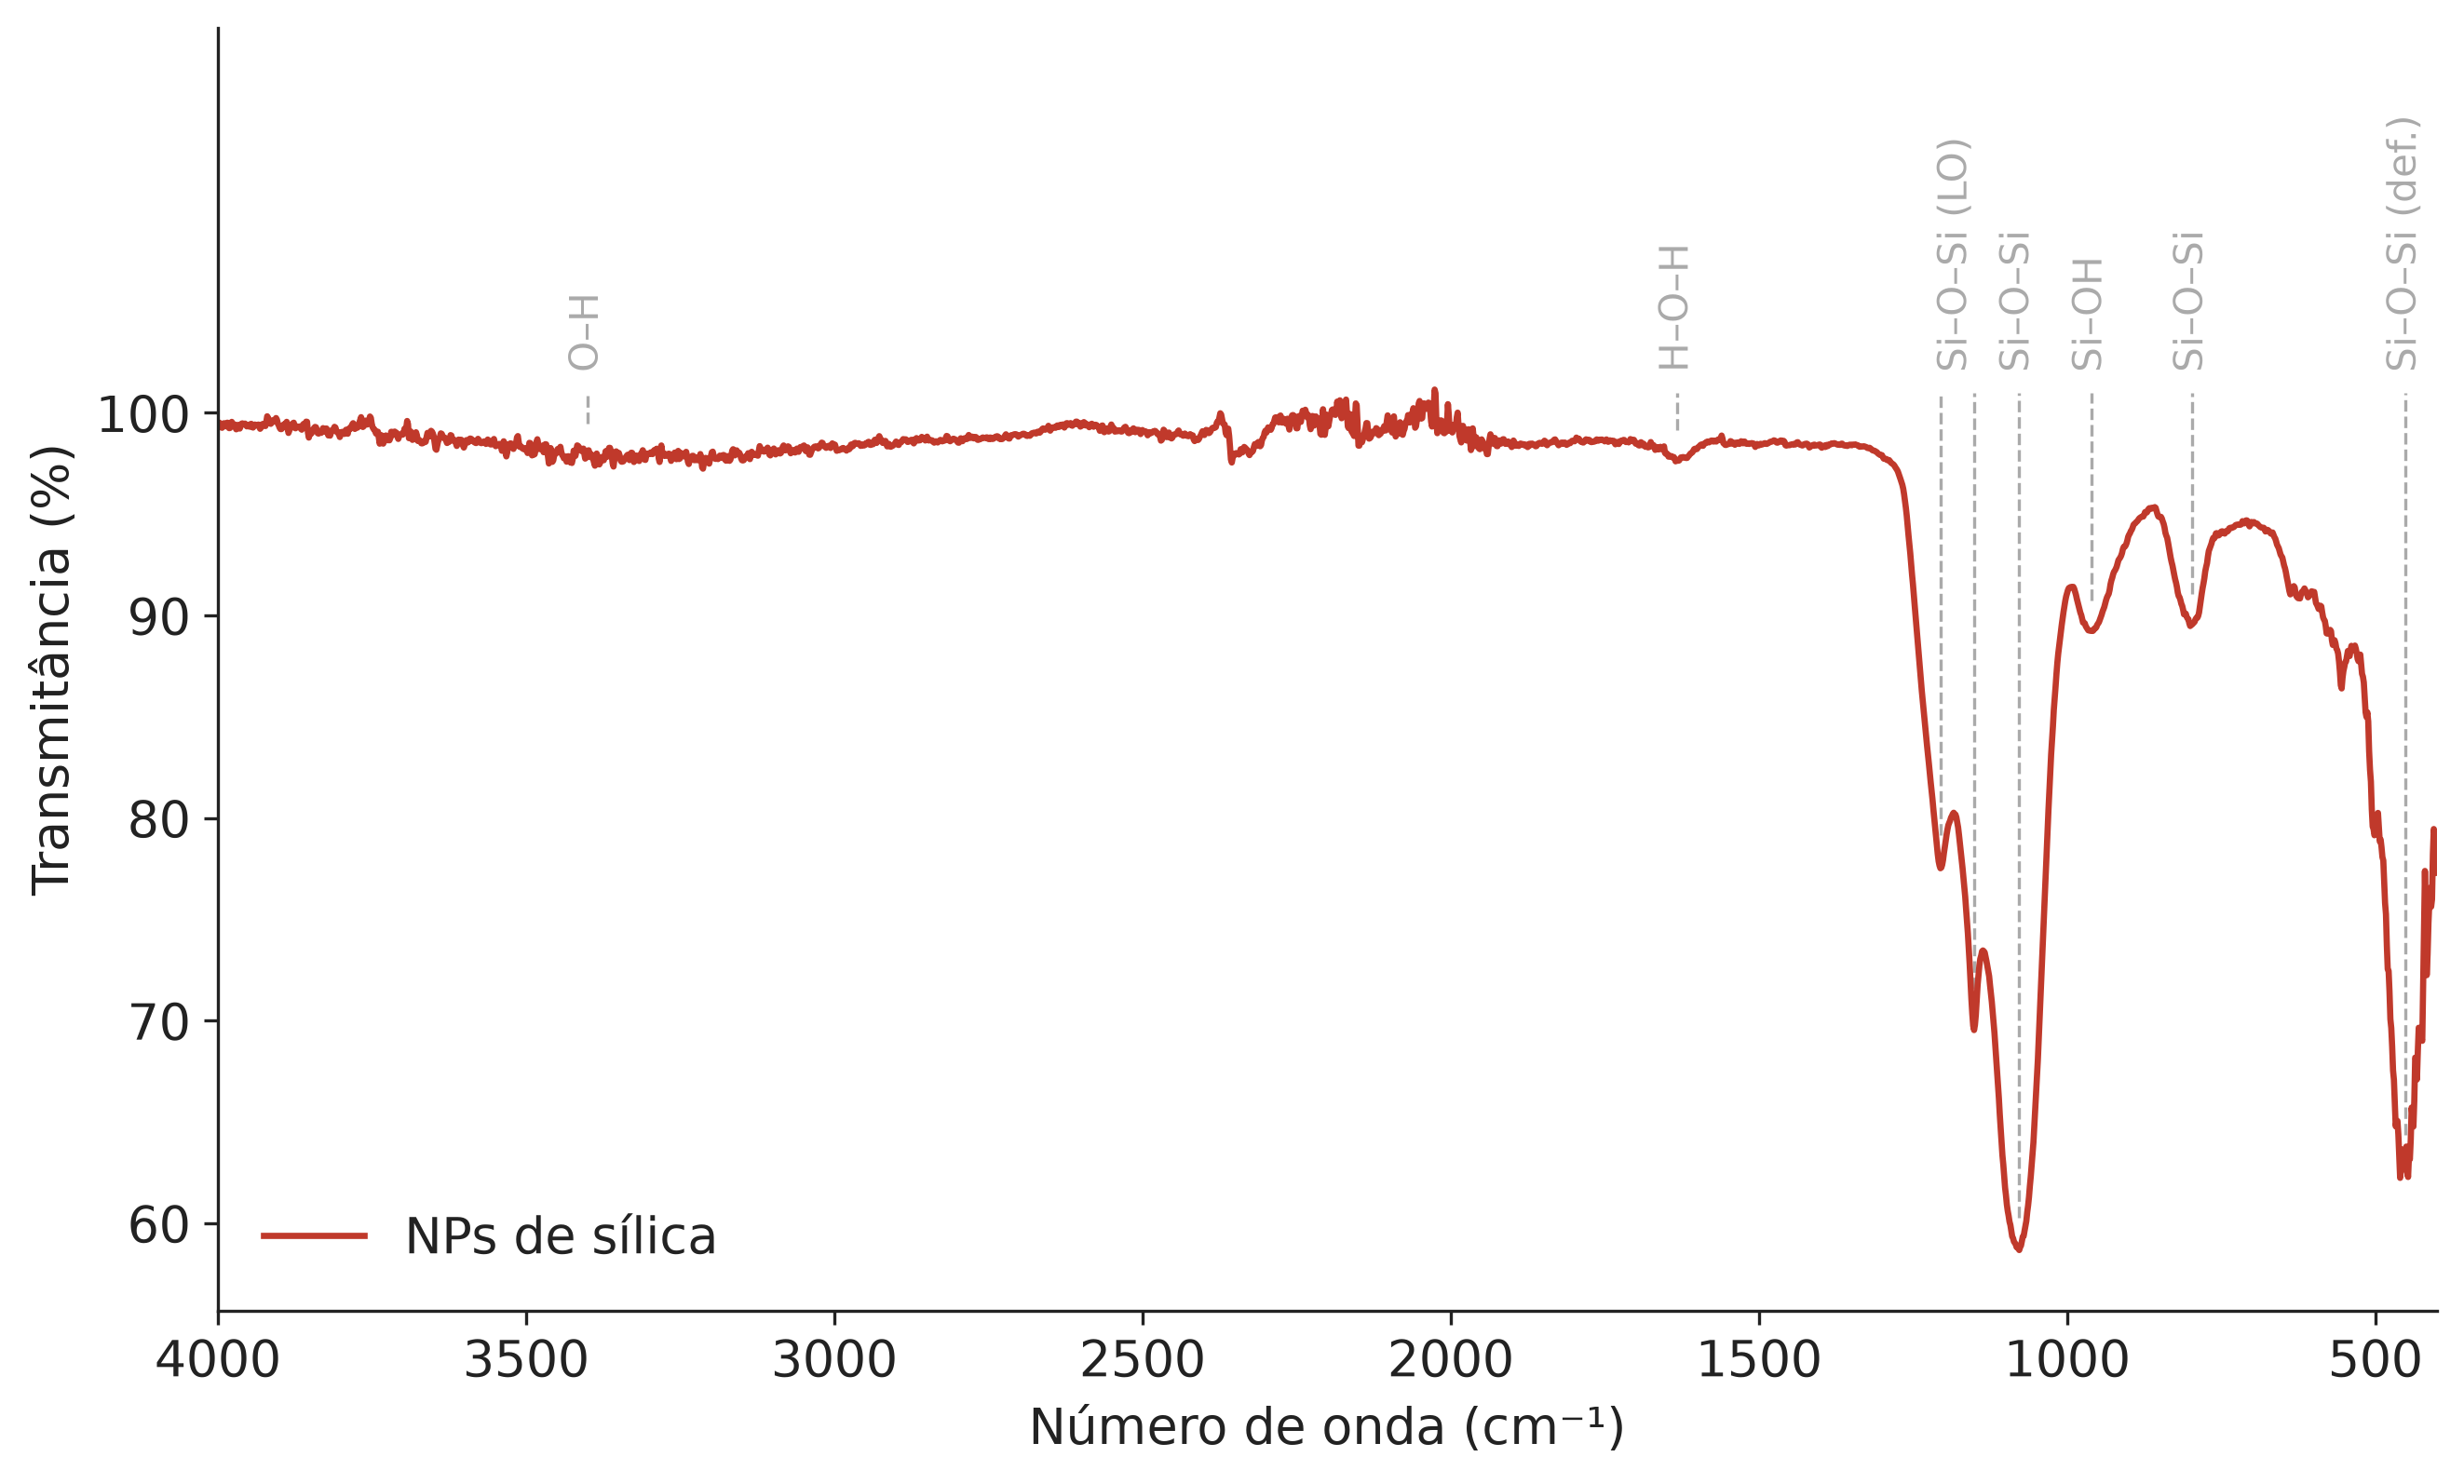 O–H
H–O–H
Si–O–Si (LO)
Si–O–Si
Si–OH
Si–O–Si
Si–O–Si (def.)
Transmitância (%)
100
90
80
70
60
NPs de sílica
4000 3500 3000 2500 2000 1500 1000 500
Número de onda (cm⁻¹)